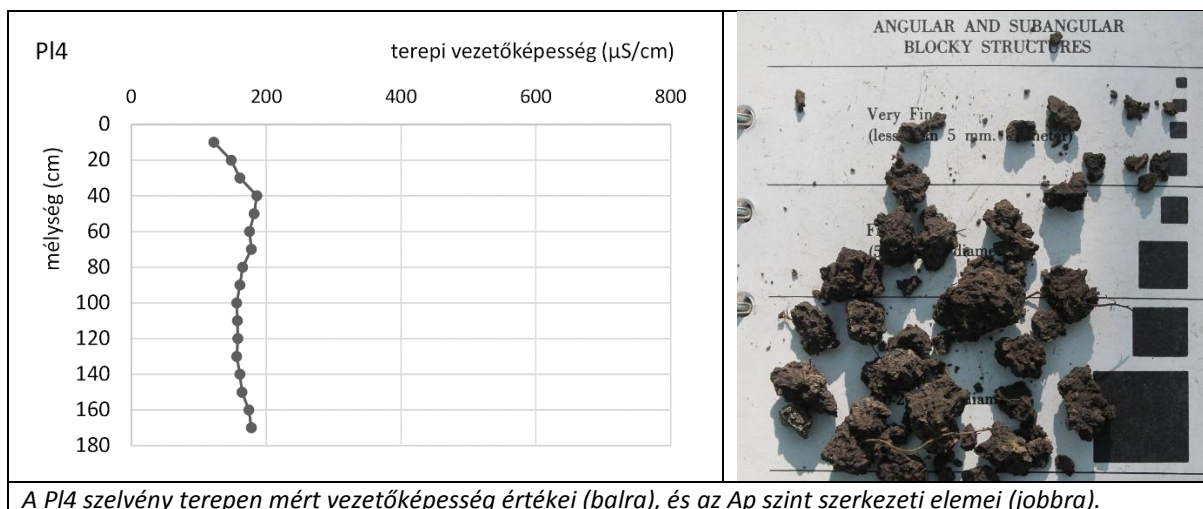 Pl4
terepi vezetőképesség (µS/cm)
0 200 400 600 800
0
20
40
60
80
100
120
140
160
180
mélység (cm)
ANGULAR AND SUBANGULAR
BLOCKY STRUCTURES
Very Fine
(less than 5 mm.
A Pl4 szelvény terepen mért vezetőképesség értékei (balra), és az Ap szint szerkezeti elemei (jobbra).